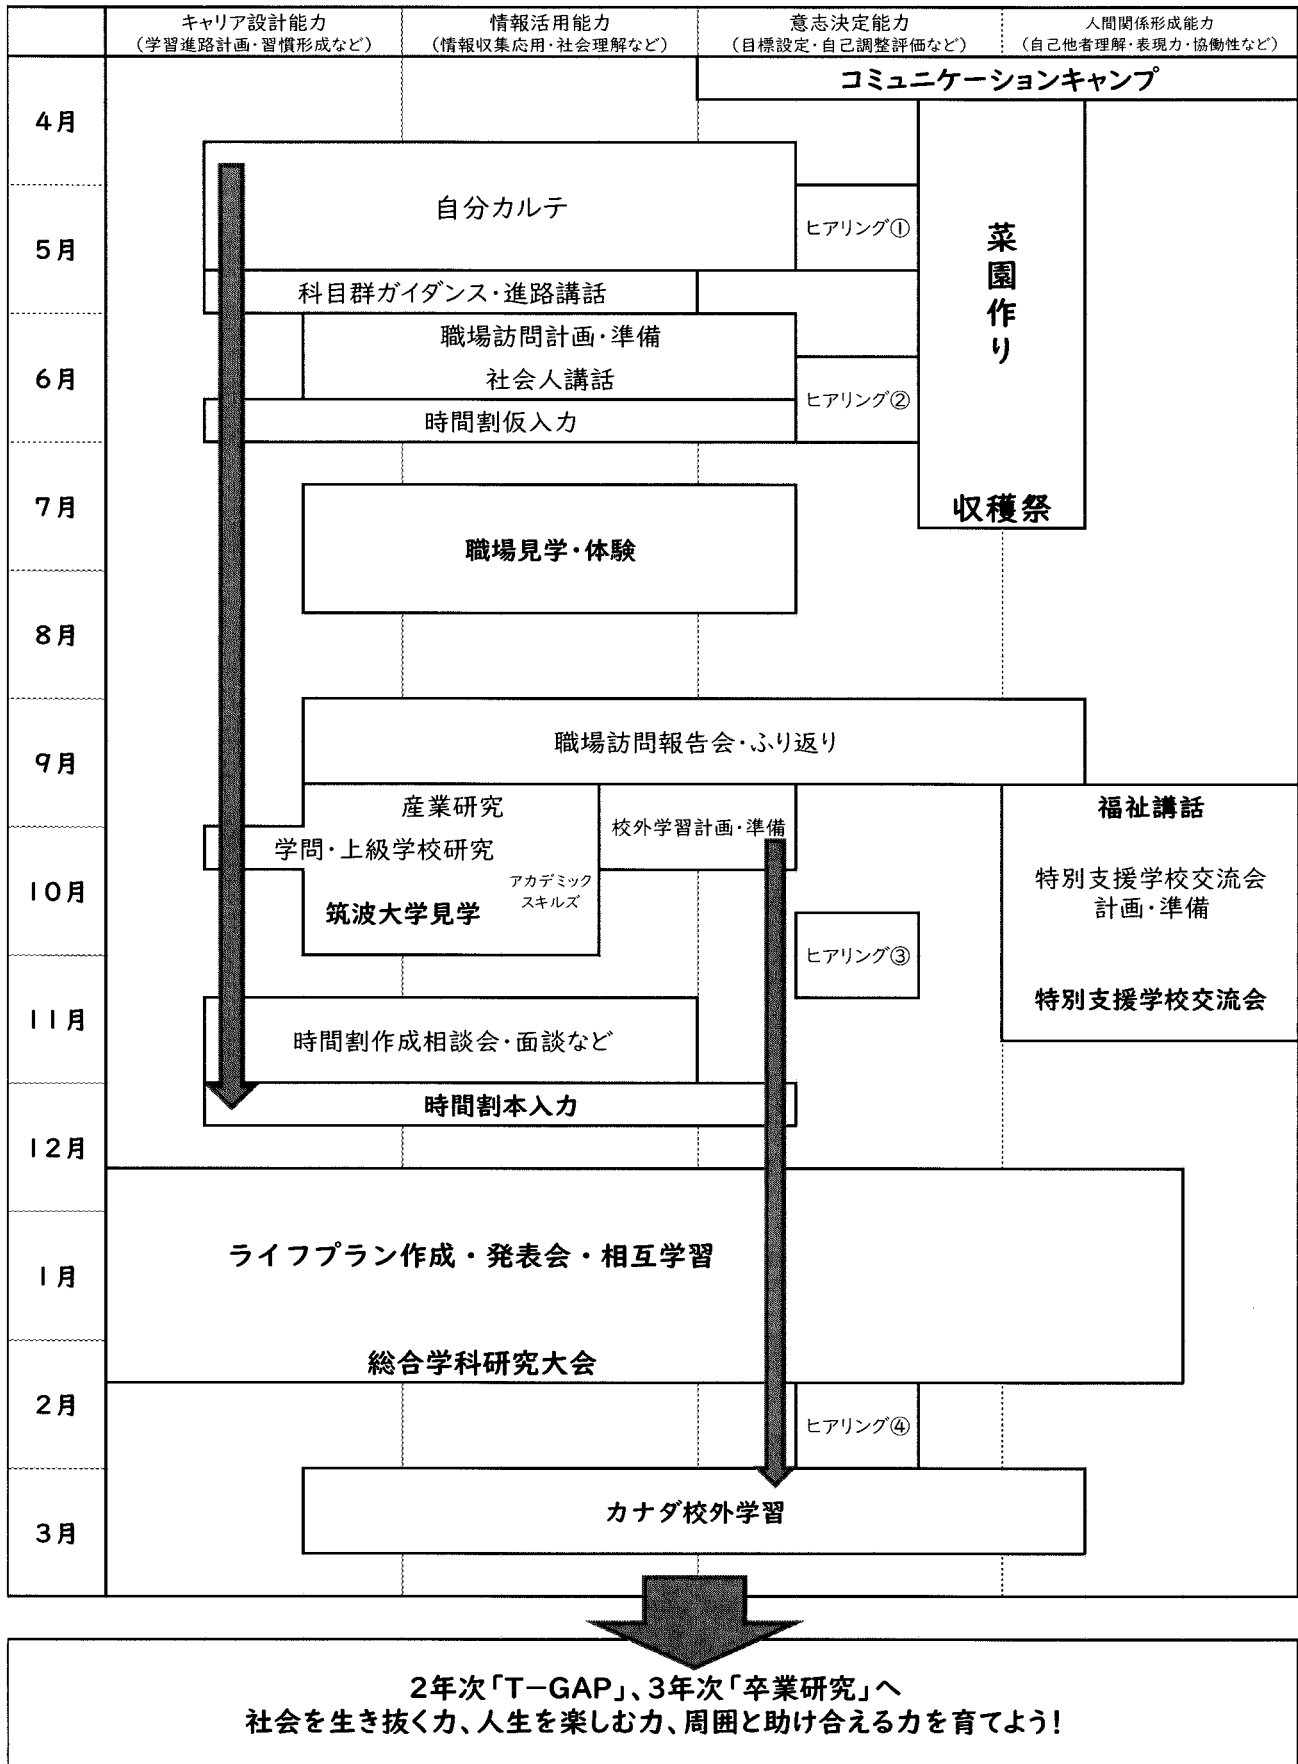 キャリア設計能力
(学習進路計画・習慣形成など)
情報活用能力
(情報収集応用・社会理解など)
意志決定能力
(目標設定・自己調整評価など)
人間関係形成能力
(自己他者理解・表現力・協働性など)
コミュニケーションキャンプ
4月
自分カルテ
ヒアリング①
5月
菜園作り
科目群ガイダンス・進路講話
職場訪問計画・準備
6月
社会人講話
ヒアリング②
時間割仮入力
7月
収穫祭
職場見学・体験
8月
9月
職場訪問報告会・ふり返り
産業研究
校外学習計画・準備
福祉講話
学問・上級学校研究
10月
アカデミック
スキルズ
筑波大学見学
特別支援学校交流会
計画・準備
ヒアリング③
特別支援学校交流会
11月
時間割作成相談会・面談など
時間割本入力
12月
ライフプラン作成・発表会・相互学習
1月
総合学科研究大会
2月
ヒアリング④
カナダ校外学習
3月
2年次「T－GAP」、3年次「卒業研究」へ
社会を生き抜く力、人生を楽しむ力、周囲と助け合える力を育てよう!